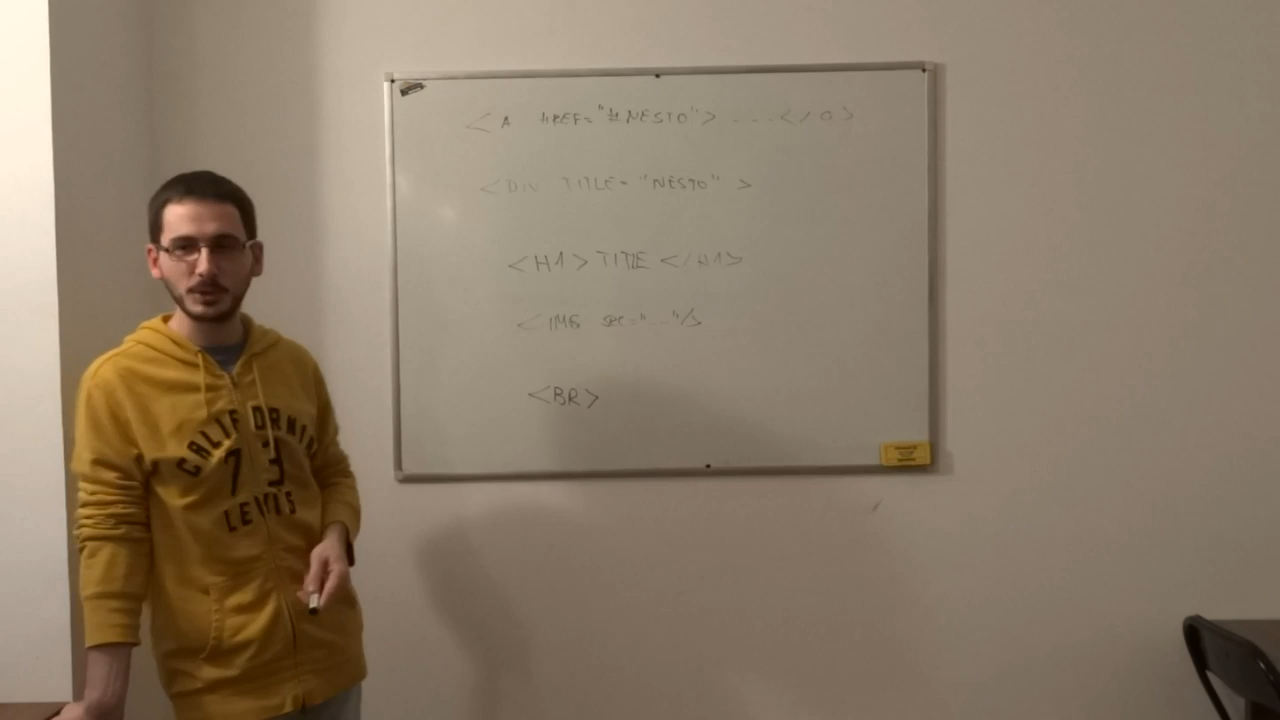 <A HREF="#NESTO"> ... </a>
<DIV TITLE="NESTO" >
<H1> TITLE </H1>
<IMG src="..."/>
<BR>
CALIFORNIA
73
LEVI'S